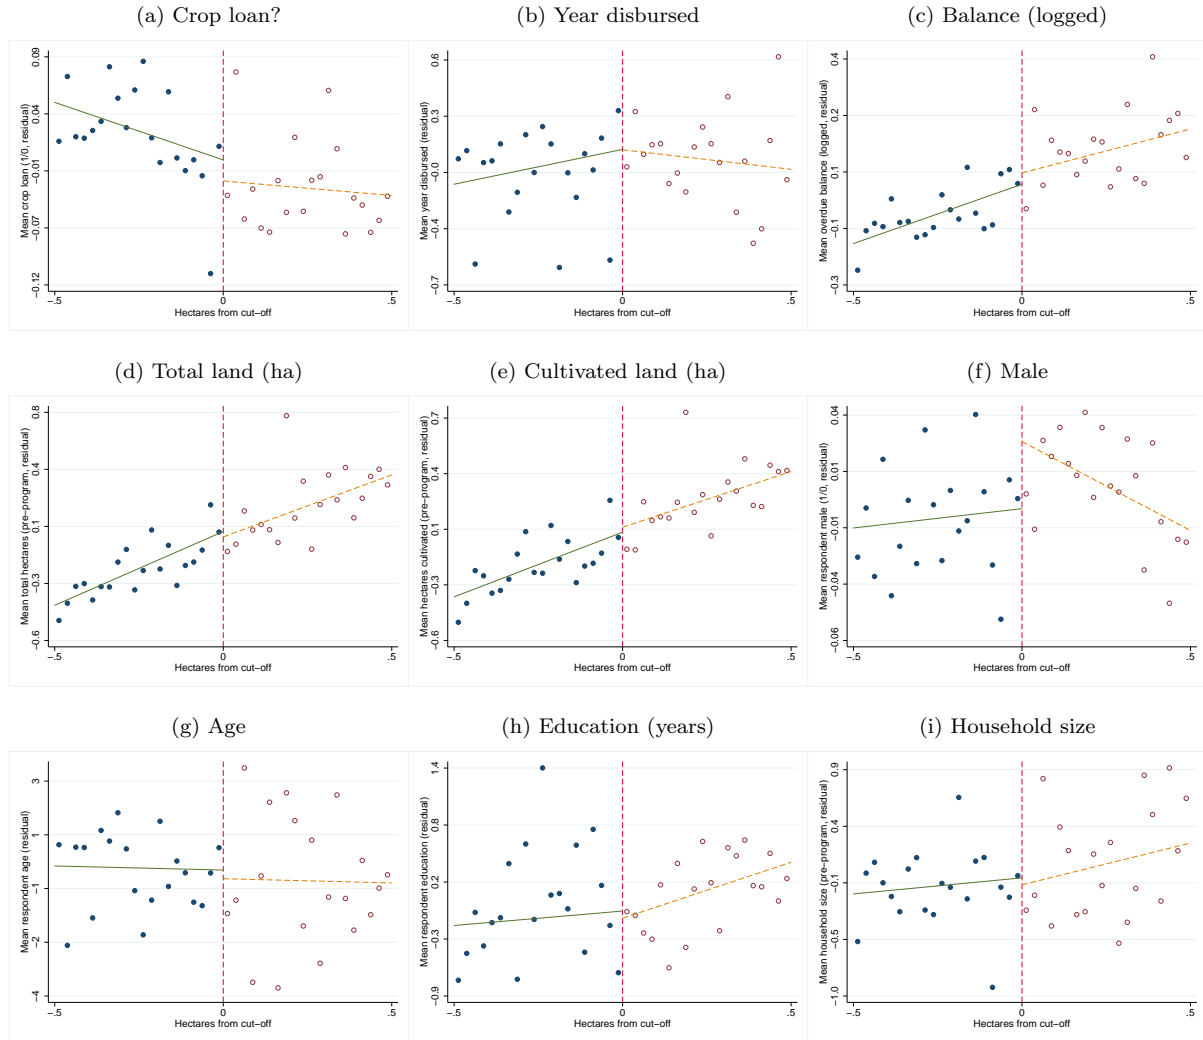 (a) Crop loan?
(b) Year disbursed
(c) Balance (logged)
Mean crop loan (1/0, residual)
0.09
0.04
−0.01
−0.07
−0.12
−.5
0
.5
Hectares from cut−off
Mean year disbursed (residual)
0.6
0.3
−0.0
−0.4
−0.7
−.5
0
.5
Hectares from cut−off
Mean overdue balance (logged, residual)
0.4
0.2
0.1
−0.1
−0.3
−.5
0
.5
Hectares from cut−off
(d) Total land (ha)
(e) Cultivated land (ha)
(f) Male
Mean total hectares (pre−program, residual)
0.8
0.4
0.1
−0.3
−0.6
−.5
0
.5
Hectares from cut−off
Mean hectares cultivated (pre−program, residual)
0.7
0.4
0.1
−0.3
−0.6
−.5
0
.5
Hectares from cut−off
Mean respondent male (1/0, residual)
0.04
0.01
−0.01
−0.04
−0.06
−.5
0
.5
Hectares from cut−off
(g) Age
(h) Education (years)
(i) Household size
Mean respondent age (residual)
3
1
−1
−2
−4
−.5
0
.5
Hectares from cut−off
Mean respondent education (residual)
1.4
0.8
0.2
−0.3
−0.9
−.5
0
.5
Hectares from cut−off
Mean household size (pre−program, residual)
0.9
0.4
−0.1
−0.5
−1.0
−.5
0
.5
Hectares from cut−off